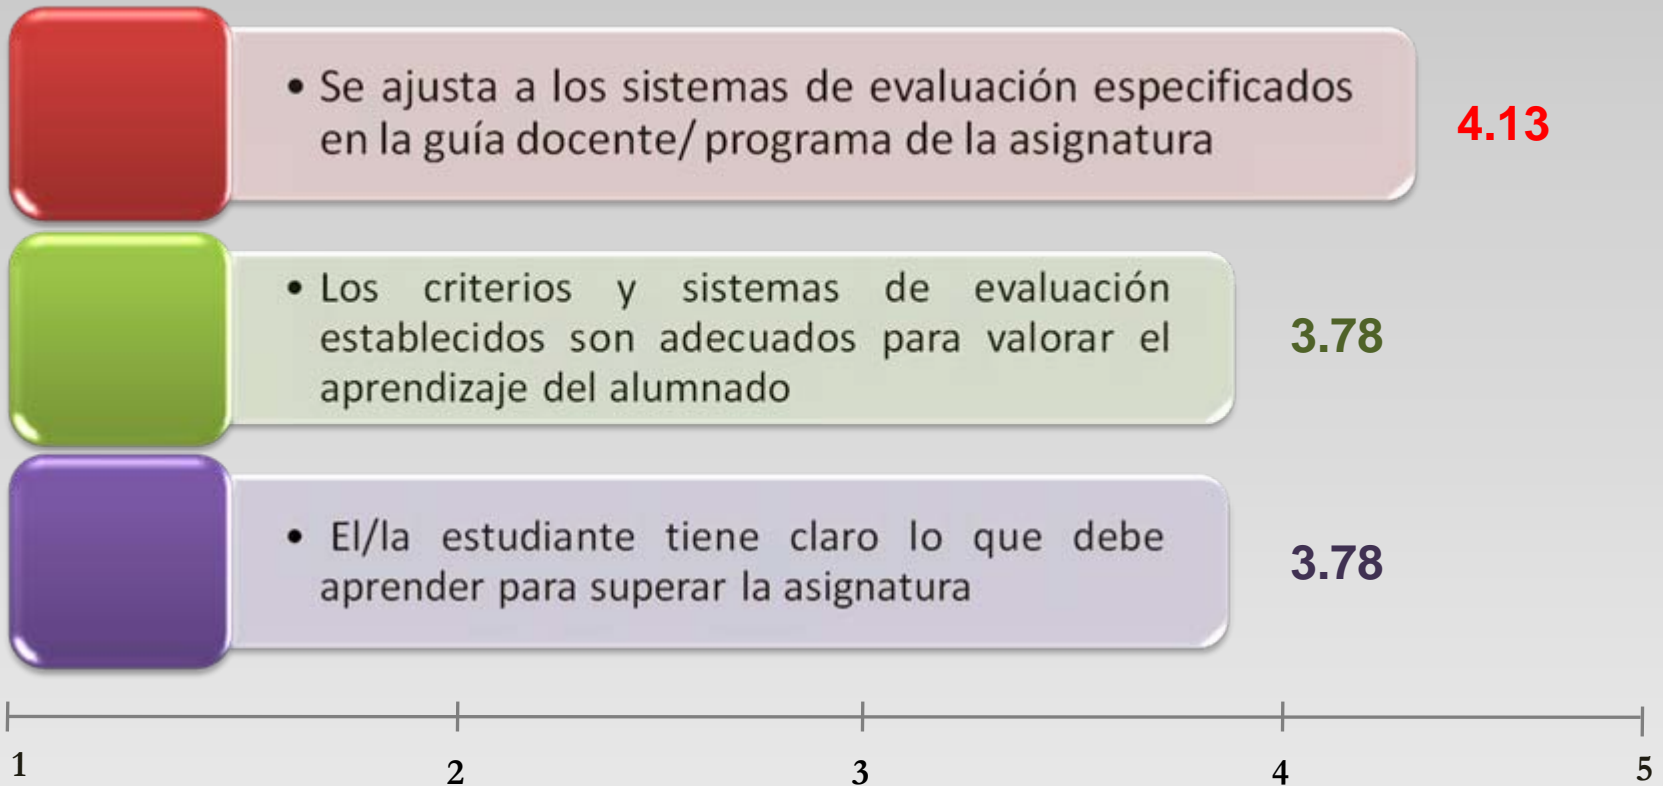 • Se ajusta a los sistemas de evaluación especificados
en la guía docente/ programa de la asignatura
4.13
• Los criterios y sistemas de evaluación
establecidos son adecuados para valorar el
aprendizaje del alumnado
3.78
• El/la estudiante tiene claro lo que debe
aprender para superar la asignatura
3.78
1 2 3 4 5